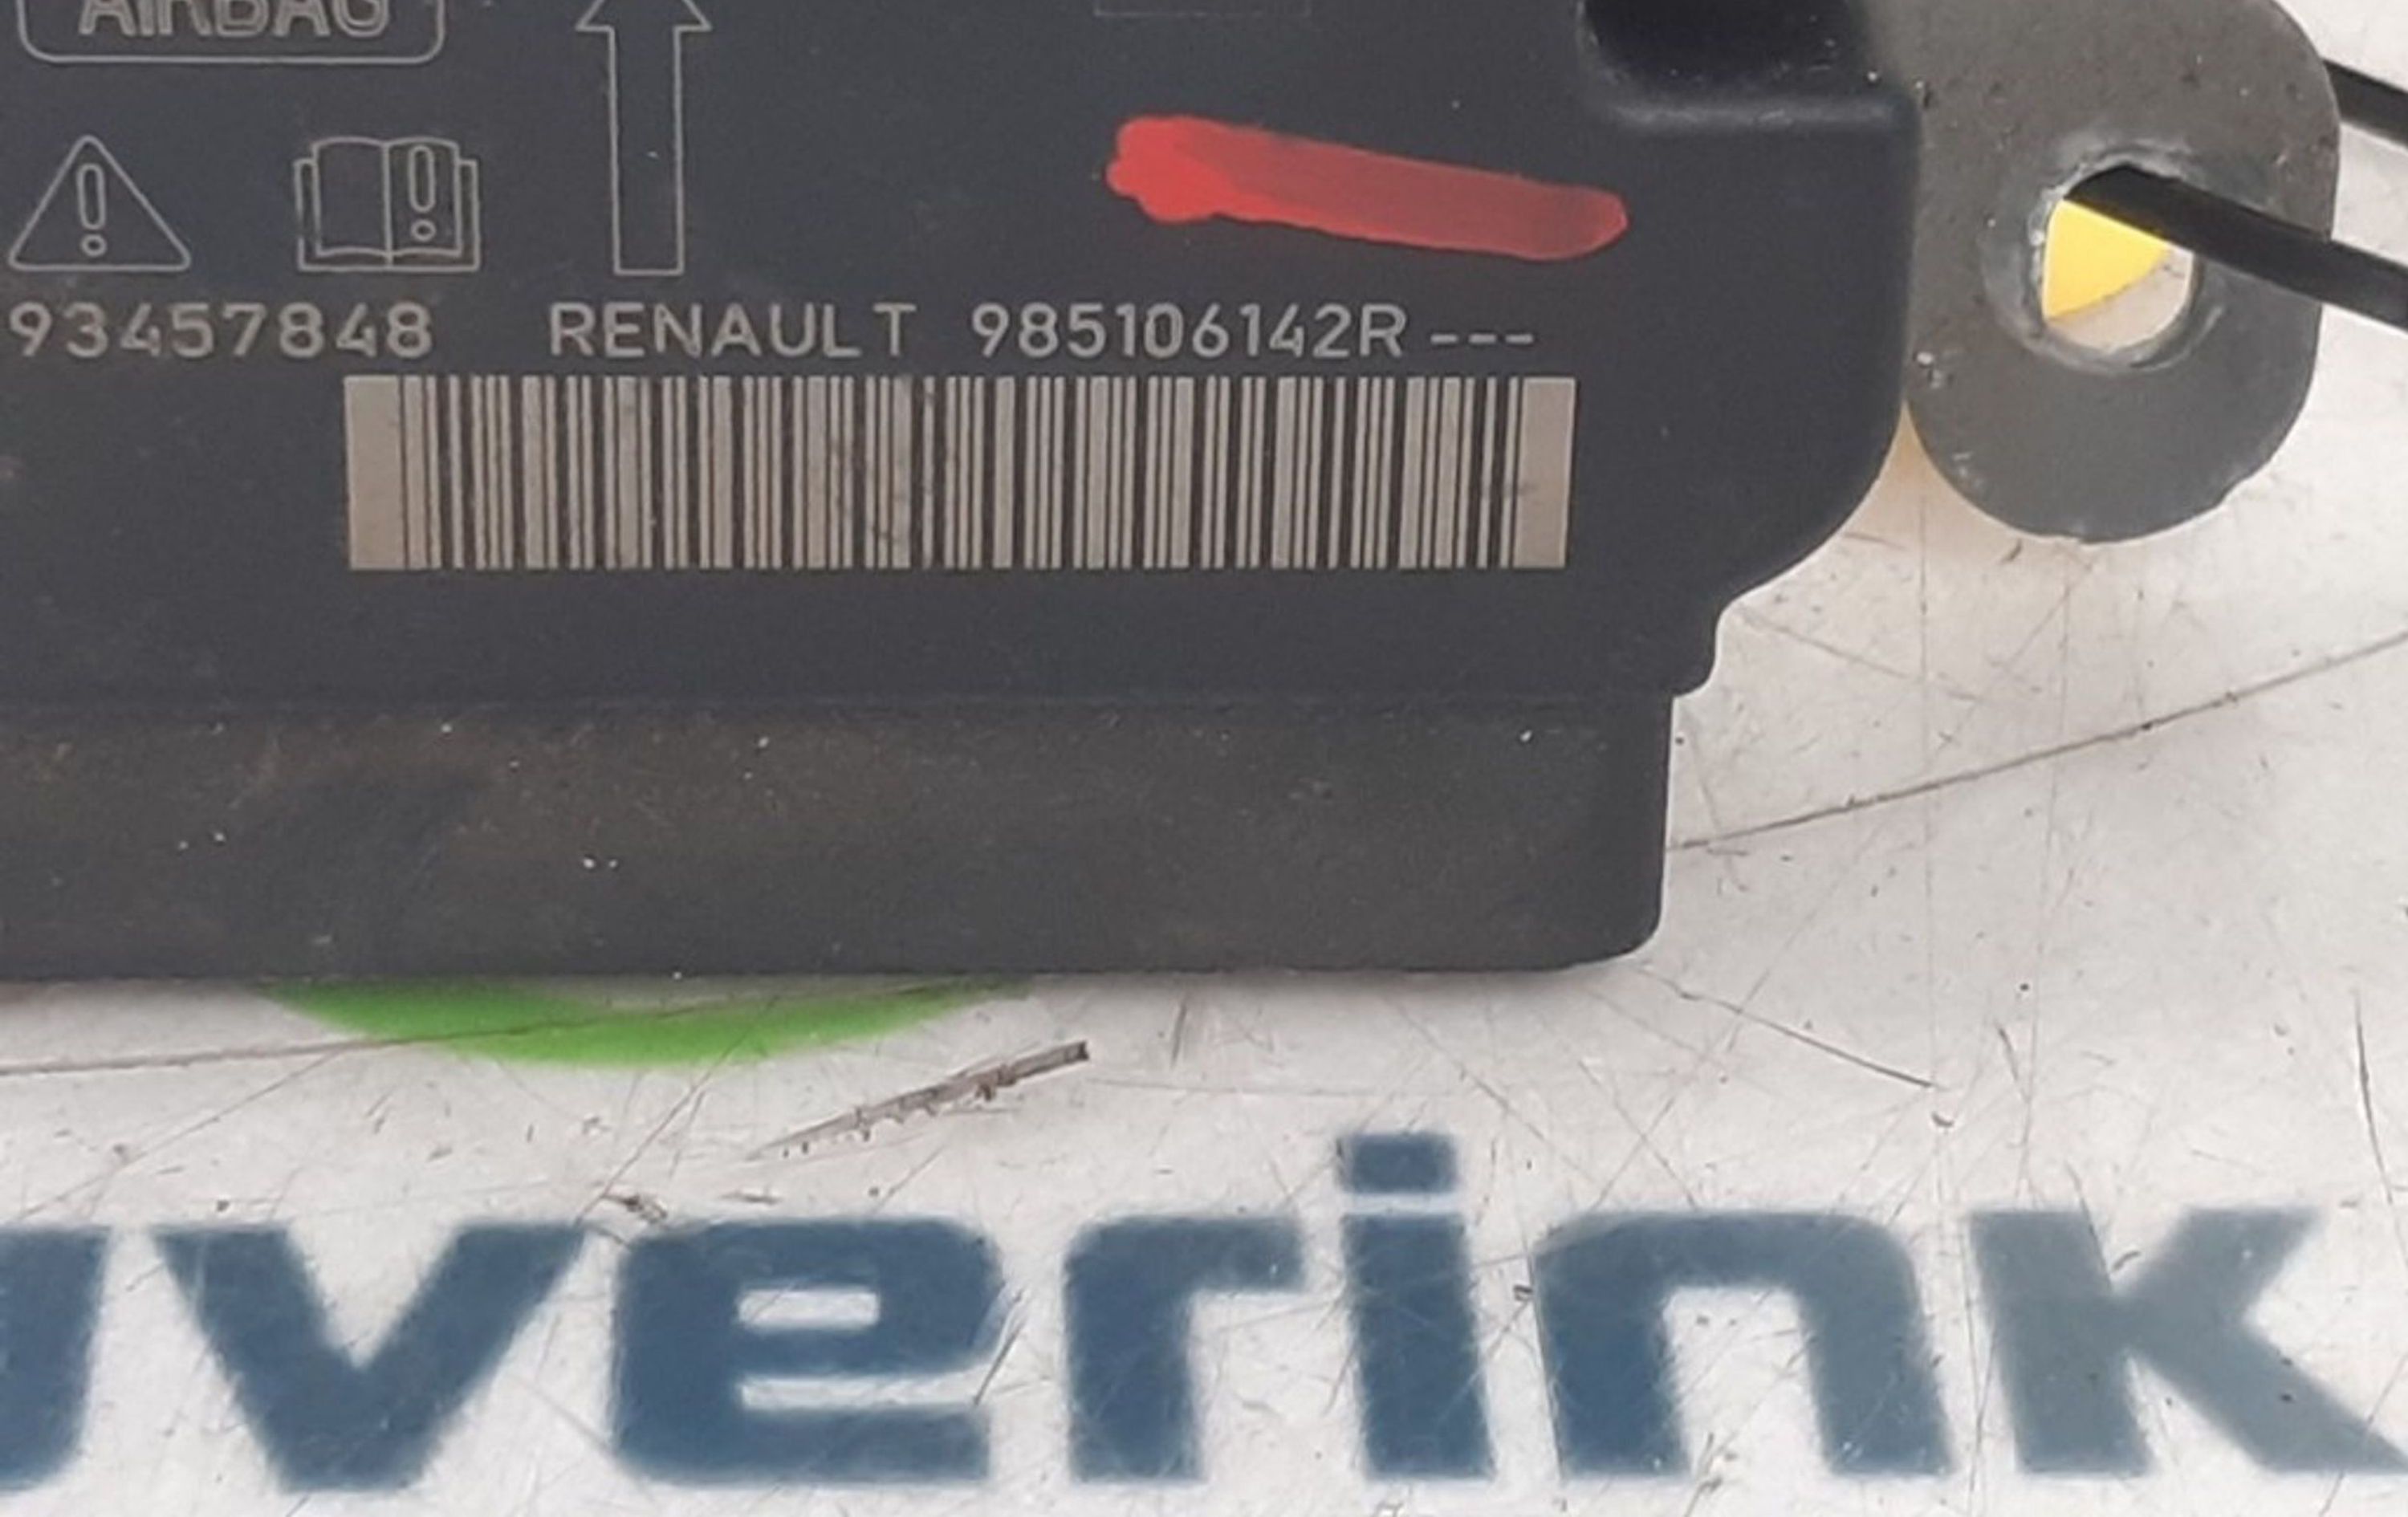 AIRBAG
93457848 RENAULT 985106142R---
verink